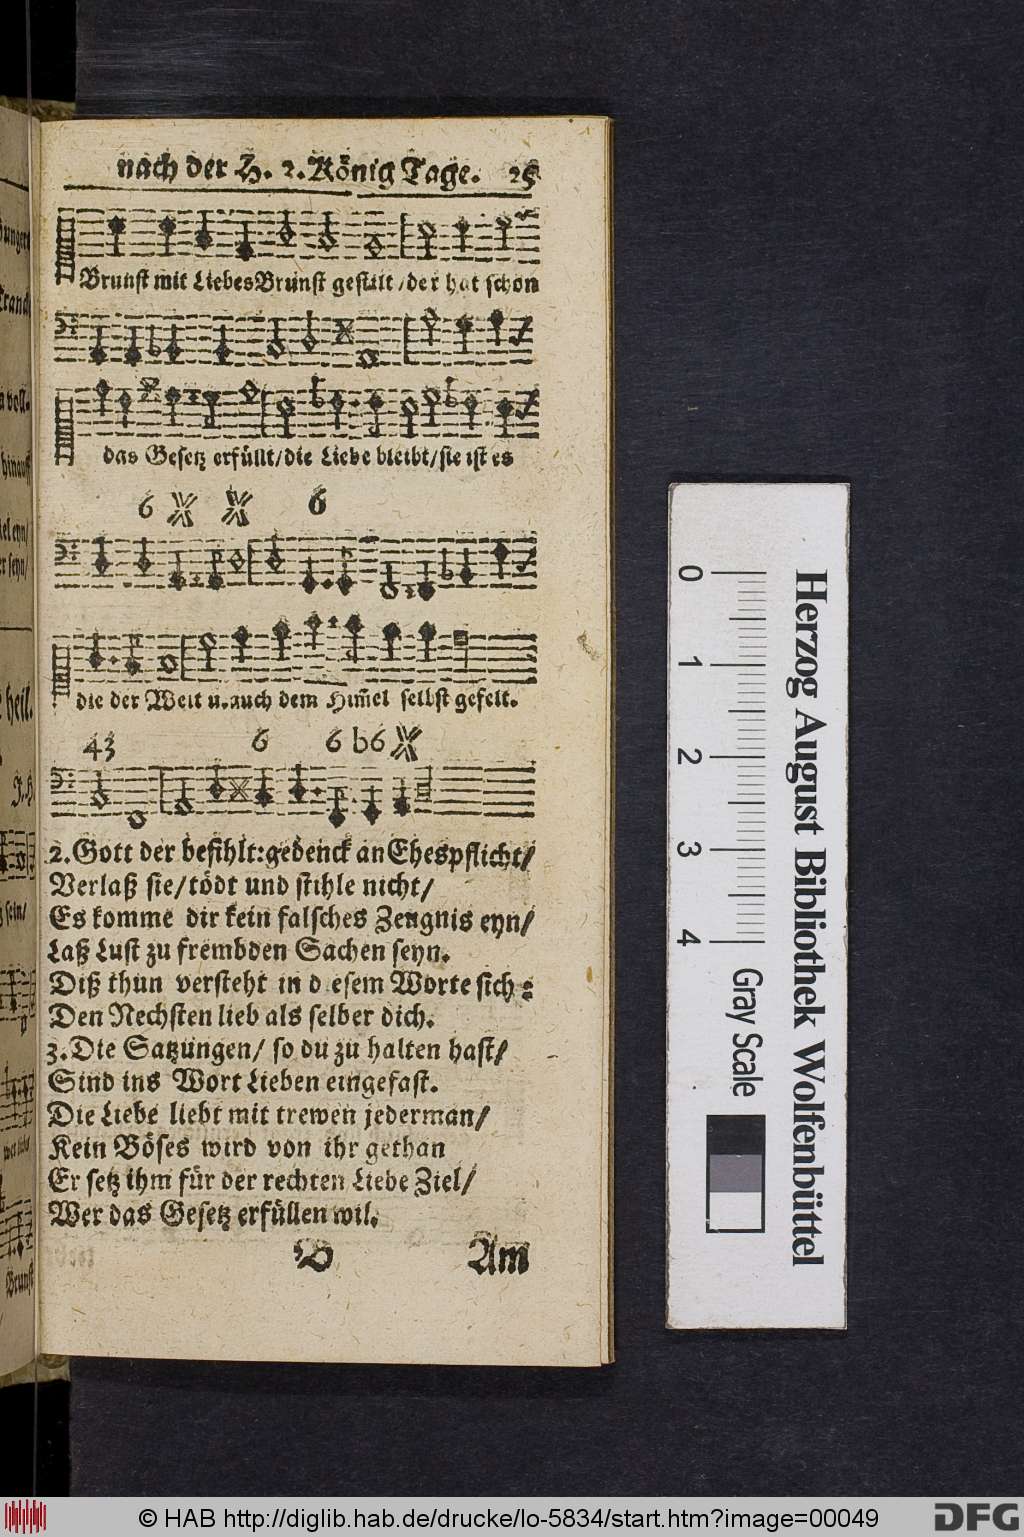 nach der H. 2. König Tage. 25
Brunst mit Liebes Brunst gestilt / der hat schon
das Gesetz erfüllt / die Liebe bleibt / sie ist es
6 6
die der Welt u. auch dem Him̃el selbst gefelt.
43 6 6 b6
2. Gott der befihlt: gedenck an Ehespflicht /
Verlaß sie / tödt und stihle nicht /
Es komme dir kein falsches Zeugnis eyn /
Laß Lust zu frembden Sachen seyn.
Diß thun versteht in diesem Worte sich:
Den Nechsten lieb als selber dich.
3. Die Satzungen / so du zu halten hast /
Sind ins Wort Lieben eingefast.
Die Liebe liebt mit trewen jederman /
Kein Böses wird von ihr gethan
Er setz ihm für der rechten Liebe Ziel /
Wer das Gesetz erfüllen wil.
Am
0 1 2 3 4
Gray Scale
Herzog August Bibliothek Wolfenbüttel
© HAB http://diglib.hab.de/drucke/lo-5834/start.htm?image=00049
DFG